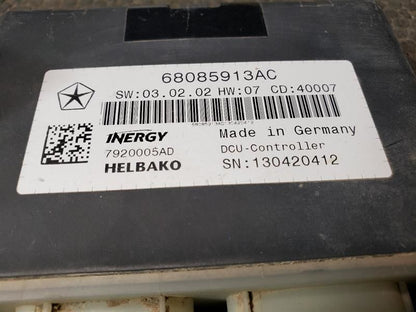 68085913AC
SW:03.02.02 HW:07 CD:40007
INERGY
Made in Germany
7920005AD
DCU-Controller
HELBAKO
SN:130420412